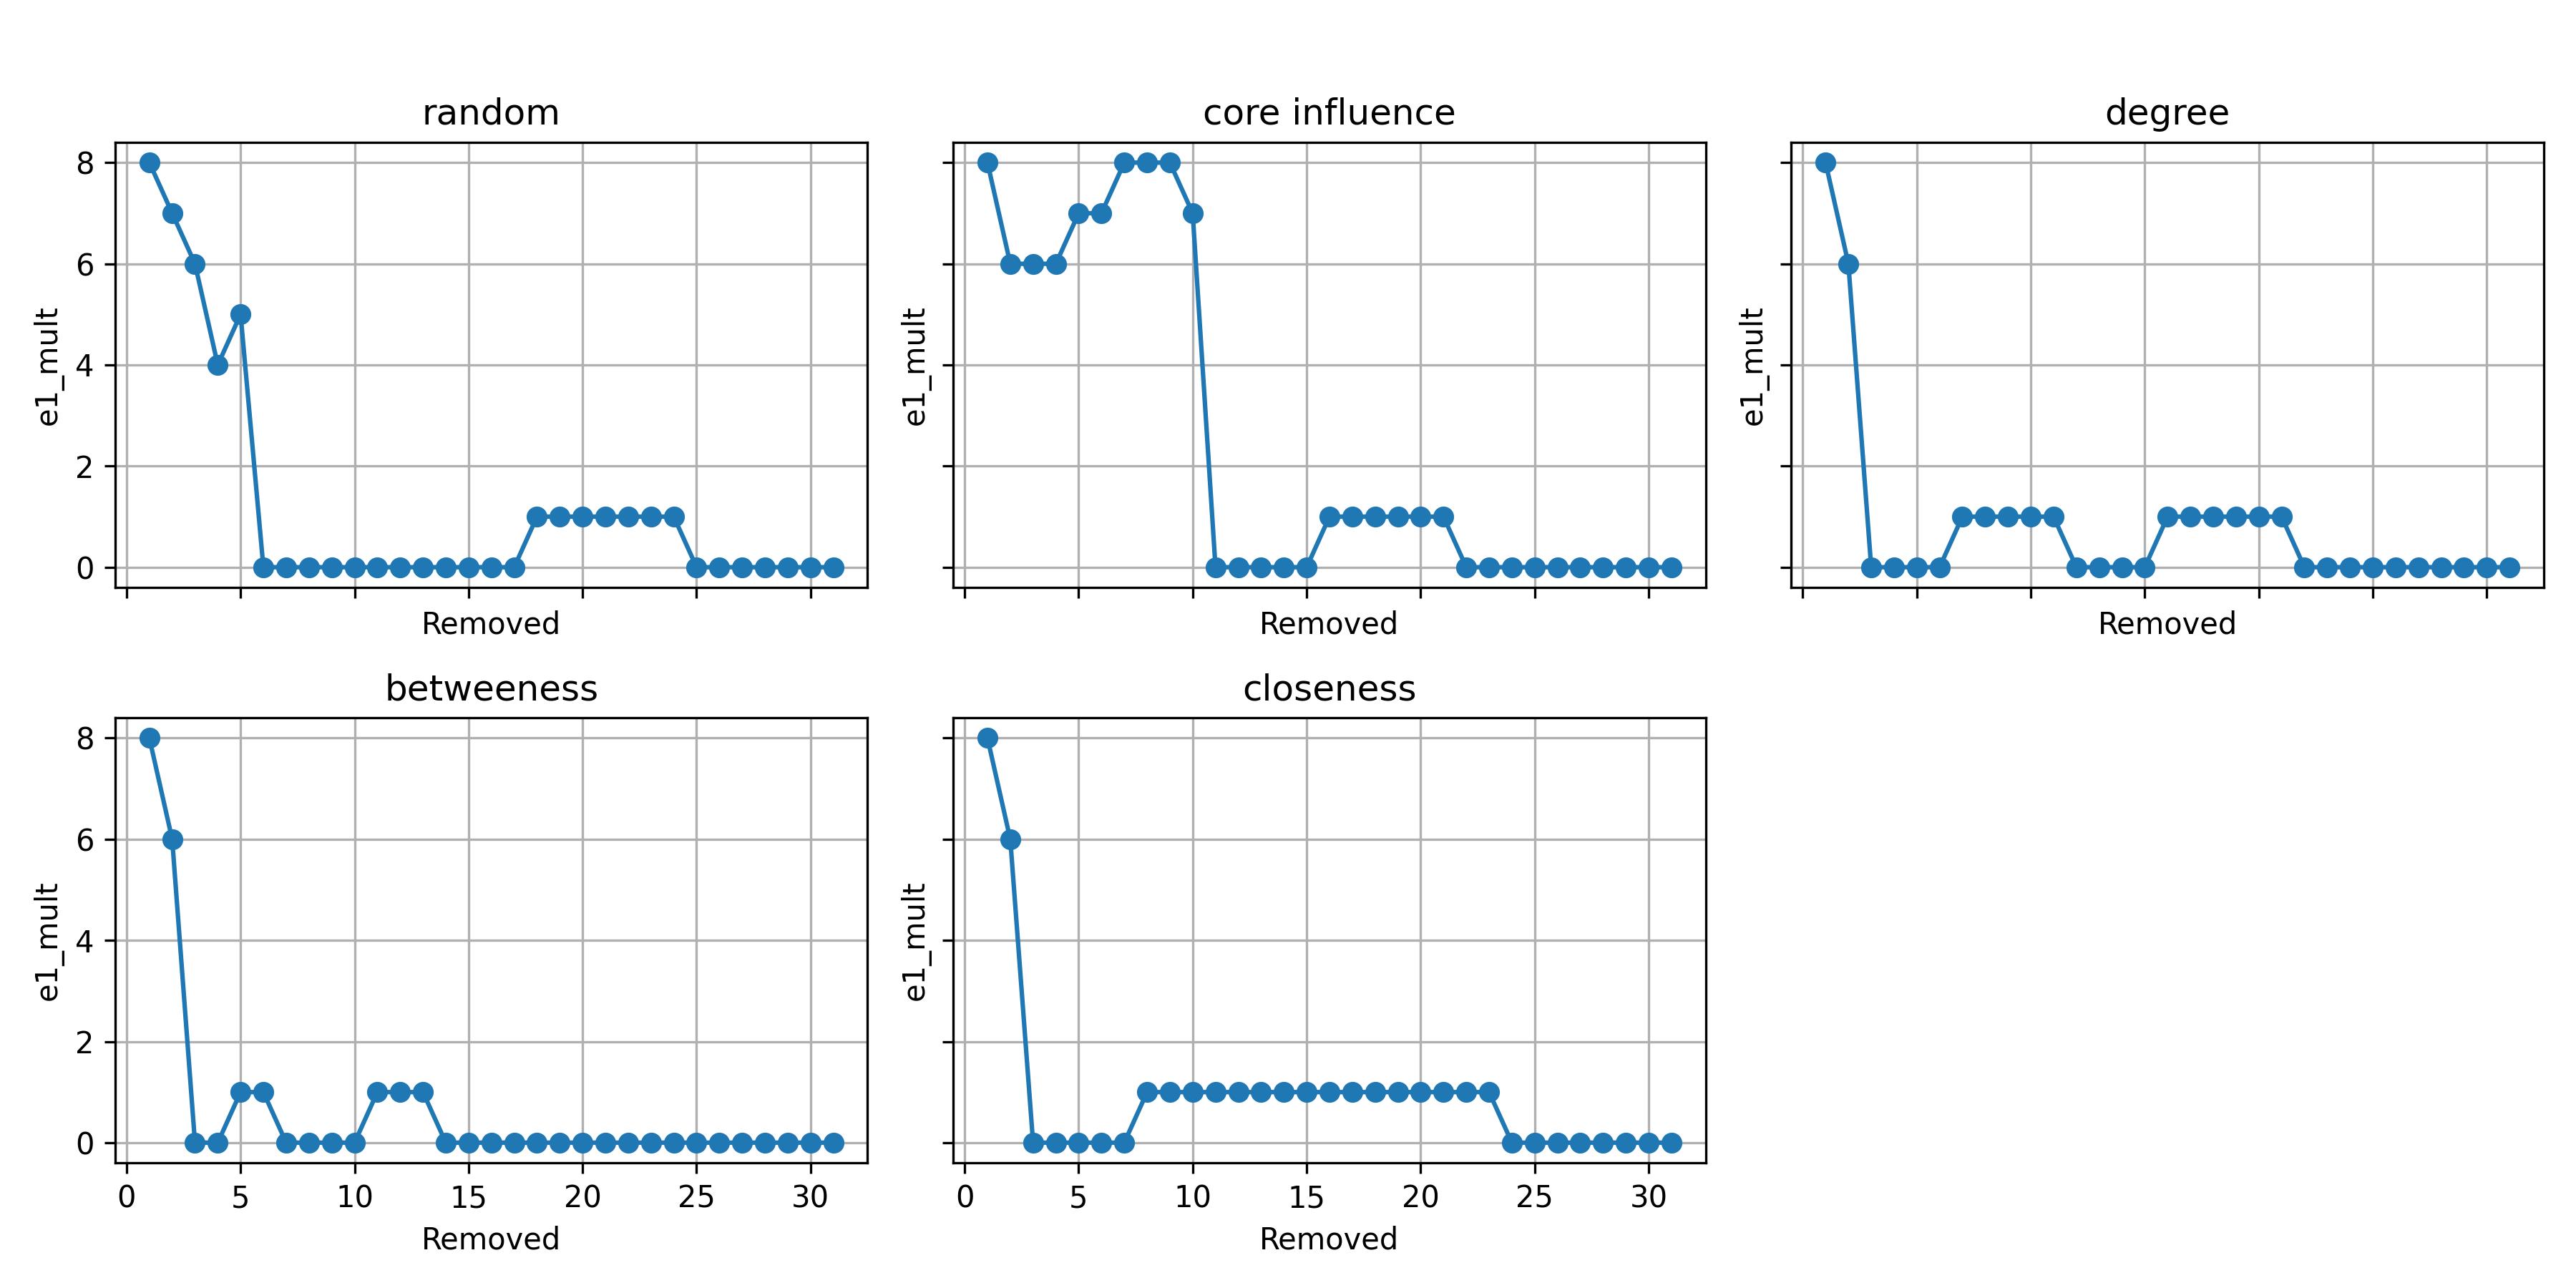 random
8
6
4
2
0
e1_mult
Removed
core influence
e1_mult
Removed
degree
e1_mult
Removed
betweeness
8
6
4
2
0
e1_mult
0 5 10 15 20 25 30
Removed
closeness
e1_mult
0 5 10 15 20 25 30
Removed